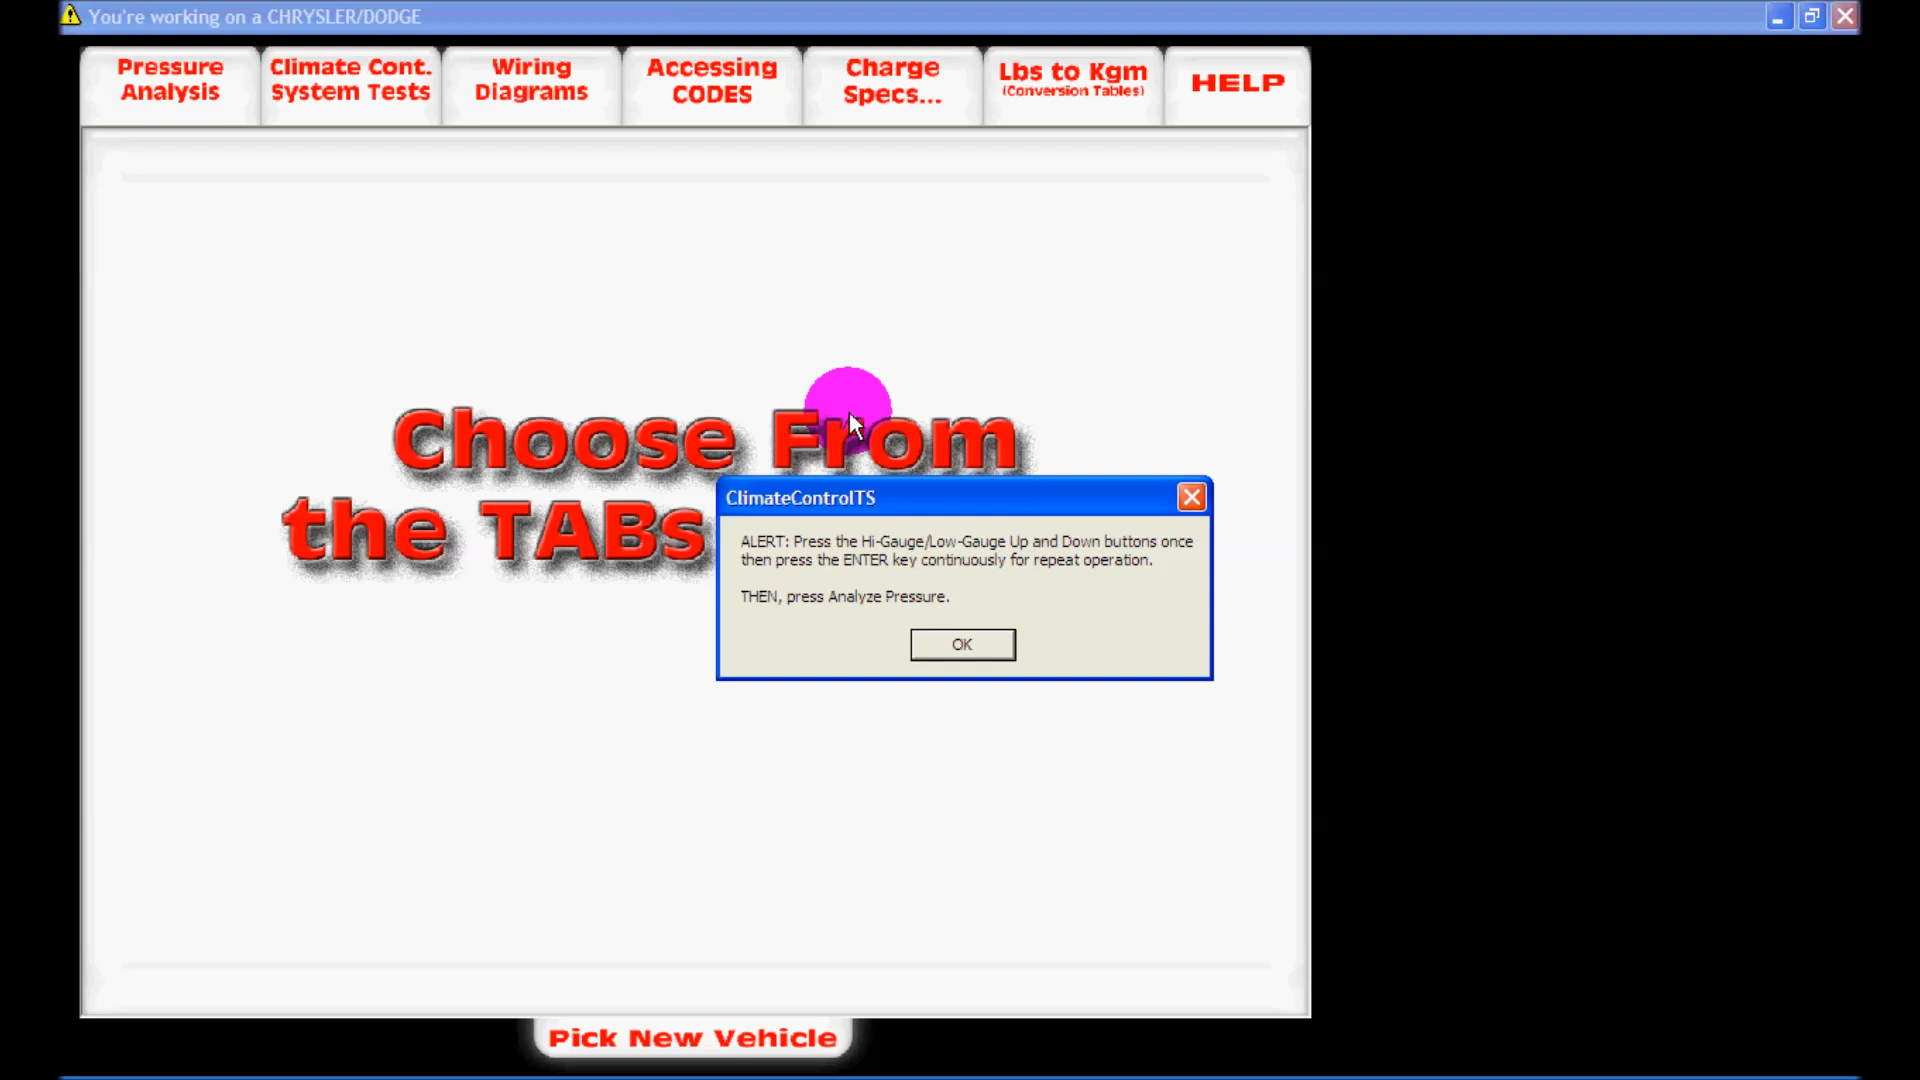 You're working on a CHRYSLER/DODGE
Pressure
Analysis
Climate Cont.
System Tests
Wiring
Diagrams
Accessing
CODES
Charge
Specs...
Lbs to Kgm
(Conversion Tables)
HELP
Choose From
the TABs
ClimateControlTS
ALERT: Press the Hi-Gauge/Low-Gauge Up and Down buttons once
then press the ENTER key continuously for repeat operation.
THEN, press Analyze Pressure.
OK
Pick New Vehicle